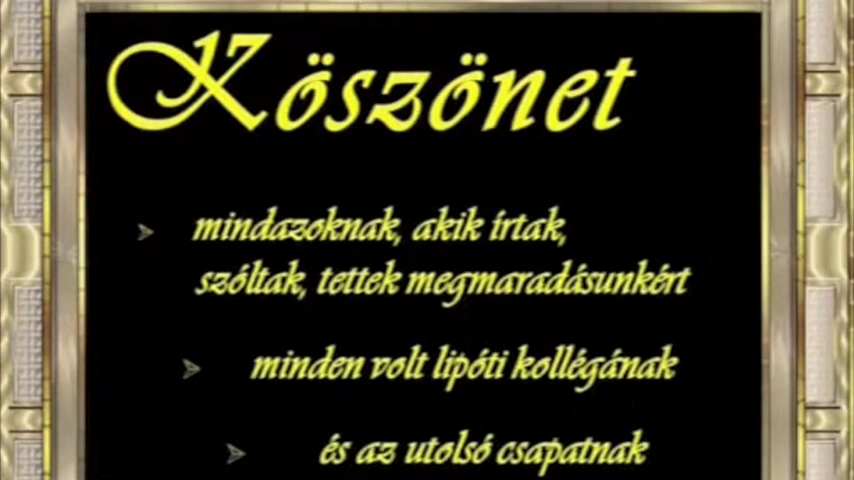 Köszönet
mindazoknak, akik írtak,
szóltak, tettek megmaradásunkért
minden volt lipóti kollégának
és az utolsó csapatnak